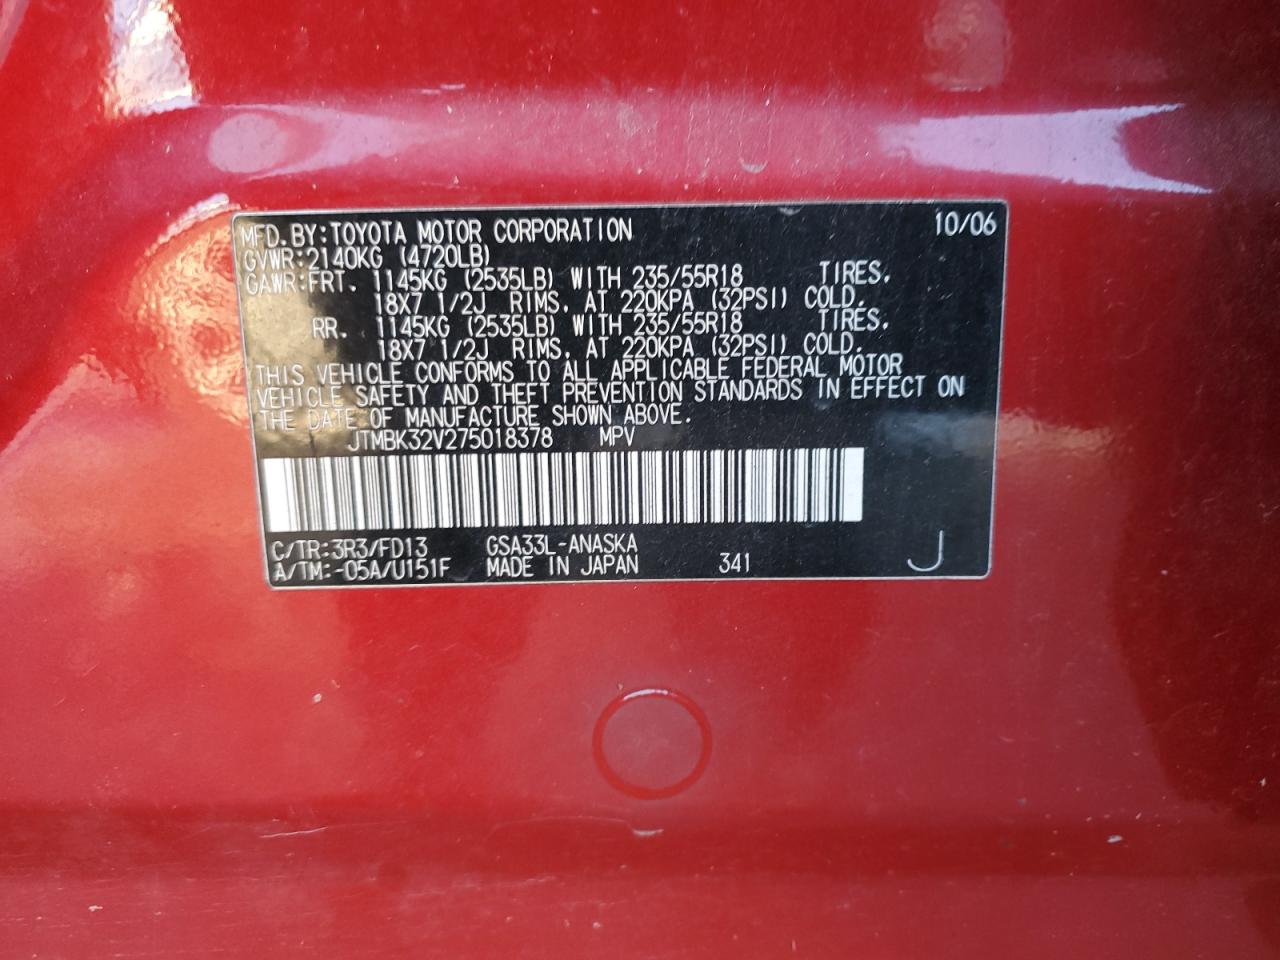 MFD.BY:TOYOTA MOTOR CORPORATION 10/06
GVWR:2140KG (4720LB)
GAWR:FRT. 1145KG (2535LB) WITH 235/55R18 TIRES.
18X7 1/2J RIMS, AT 220KPA (32PSI) COLD.
RR. 1145KG (2535LB) WITH 235/55R18 TIRES.
18X7 1/2J RIMS, AT 220KPA (32PSI) COLD.
THIS VEHICLE CONFORMS TO ALL APPLICABLE FEDERAL MOTOR
VEHICLE SAFETY AND THEFT PREVENTION STANDARDS IN EFFECT ON
THE DATE OF MANUFACTURE SHOWN ABOVE.
JTMBK32V275018378 MPV
C/TR:3R3/FD13 GSA33L-ANASKA
A/TM:-05A/U151F MADE IN JAPAN 341 J